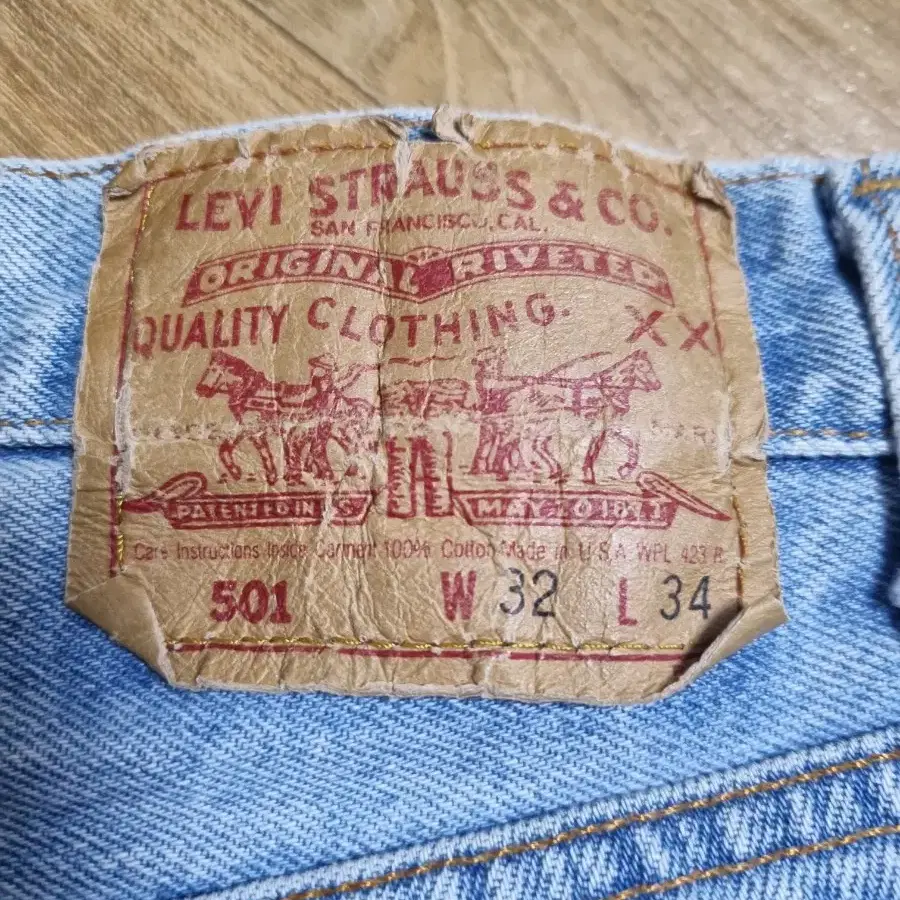 LEVI STRAUSS & CO.
SAN FRANCISCO, CAL.
ORIGINAL RIVETED
QUALITY CLOTHING. XX
PATENTED IN U.S. MAY 20 1873
Care Instructions Inside Garment 100% Cotton Made in U.S.A. WPL 423 R
501 W 32 L 34